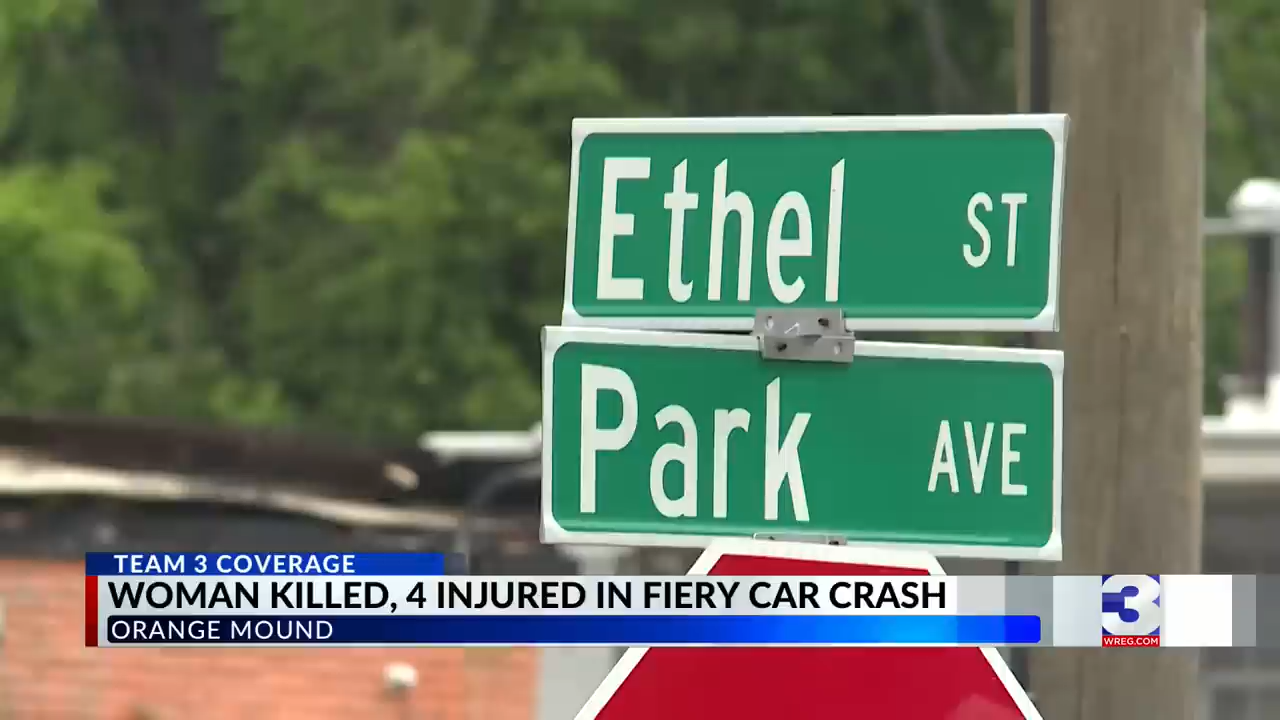 Ethel ST
Park AVE
TEAM 3 COVERAGE
WOMAN KILLED, 4 INJURED IN FIERY CAR CRASH
ORANGE MOUND
3
WREG.COM